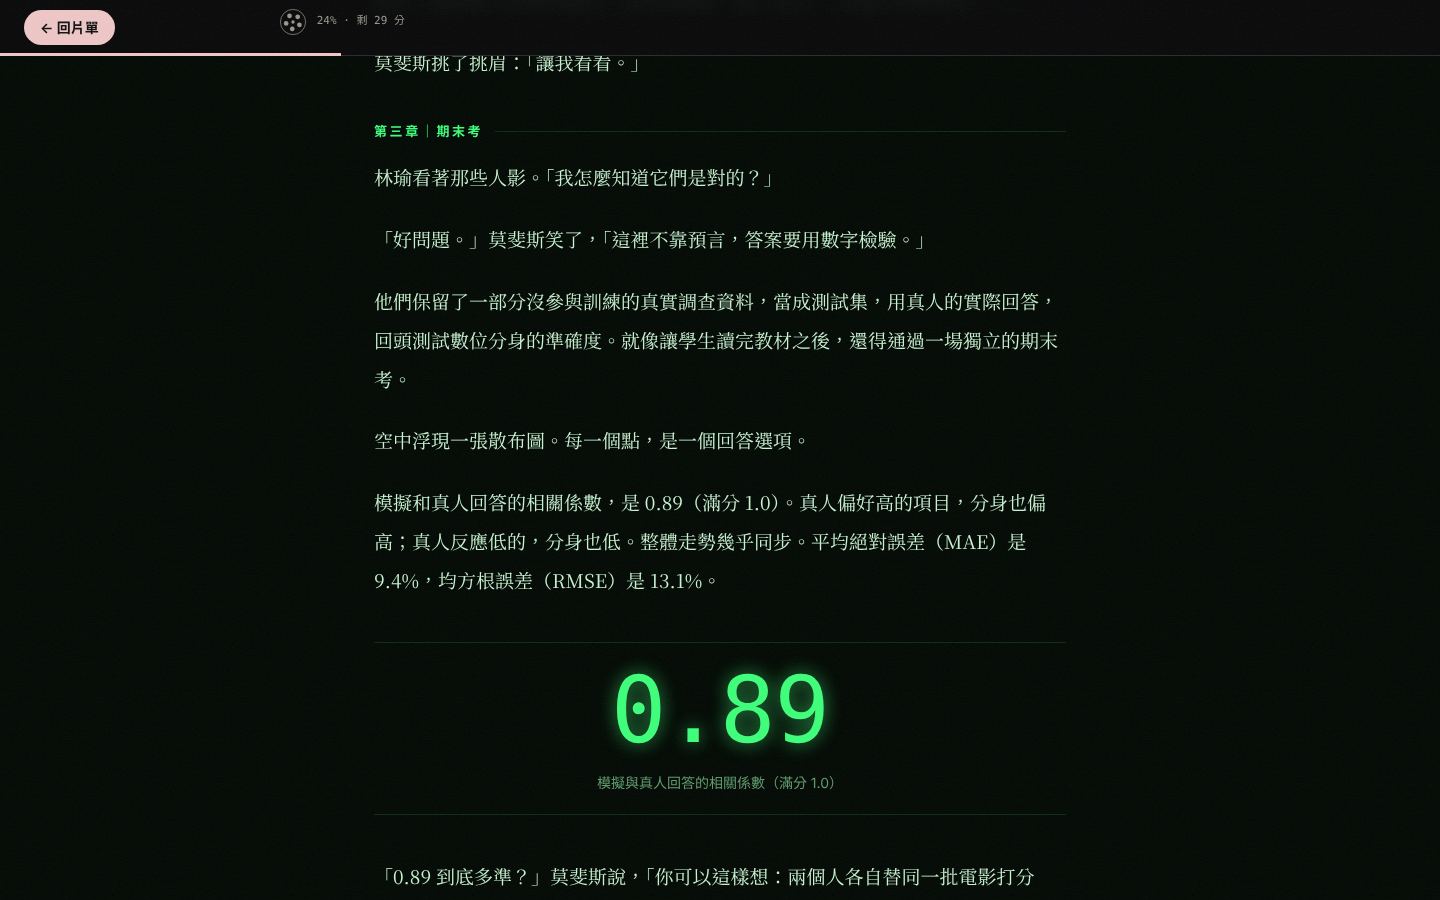 ← 回片單
24% · 剩 29 分
莫斐斯挑了挑眉：「讓我看看。」
第三章｜期末考
林瑜看著那些人影。「我怎麼知道它們是對的？」
「好問題。」莫斐斯笑了，「這裡不靠預言，答案要用數字檢驗。」
他們保留了一部分沒參與訓練的真實調查資料，當成測試集，用真人的實際回答，
回頭測試數位分身的準確度。就像讓學生讀完教材之後，還得通過一場獨立的期末
考。
空中浮現一張散布圖。每一個點，是一個回答選項。
模擬和真人回答的相關係數，是 0.89（滿分 1.0）。真人偏好高的項目，分身也偏
高；真人反應低的，分身也低。整體走勢幾乎同步。平均絕對誤差（MAE）是
9.4%，均方根誤差（RMSE）是 13.1%。
0.89
模擬與真人回答的相關係數（滿分 1.0）
「0.89 到底多準？」莫斐斯說，「你可以這樣想：兩個人各自替同一批電影打分